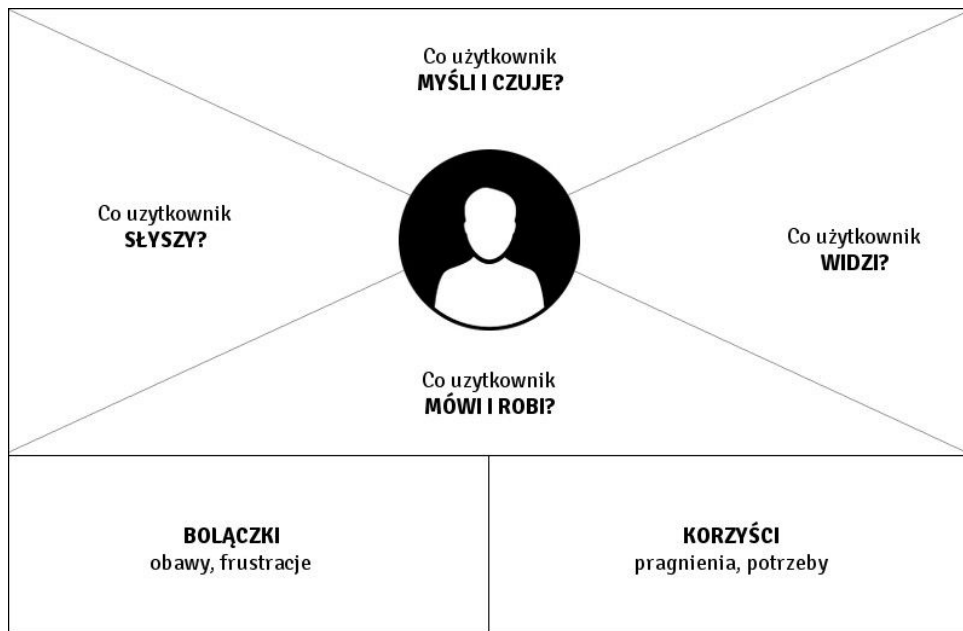 Co użytkownik
MYŚLI I CZUJE?
Co uzytkownik
SŁYSZY?
Co użytkownik
WIDZI?
Co uzytkownik
MÓWI I ROBI?
BOLĄCZKI
obawy, frustracje
KORZYŚCI
pragnienia, potrzeby